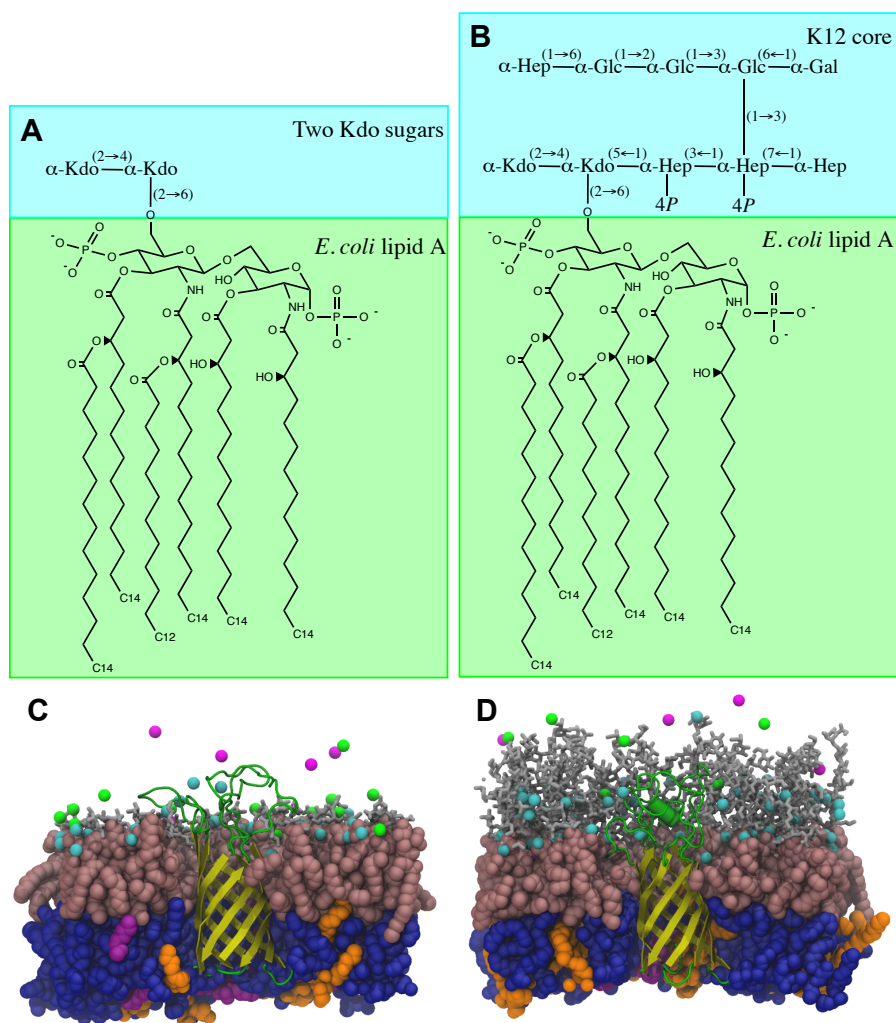 A
Two Kdo sugars
(2→4)
α-Kdo α-Kdo
(2→6)
O
E. coli lipid A
O
O- P O
O-
O
O
O
O
HO
O
O
O
NH
O
O
NH
O
O P O-
O-
O
O
O
O
O
O
O
O
HO
HO
C14
C12
C14
C14
C14
C14
B
K12 core
(1→6) (1→2) (1→3) (6←1)
α-Hep α-Glc α-Glc α-Glc α-Gal
(1→3)
(2→4) (5←1) (3←1) (7←1)
α-Kdo α-Kdo α-Hep α-Hep α-Hep
(2→6) 4P 4P
O
E. coli lipid A
O
O- P O
O-
O
O
O
O
HO
O
O
O
NH
O
O
NH
O
O P O-
O-
O
O
O
O
O
O
O
O
HO
HO
C14
C12
C14
C14
C14
C14
C
D